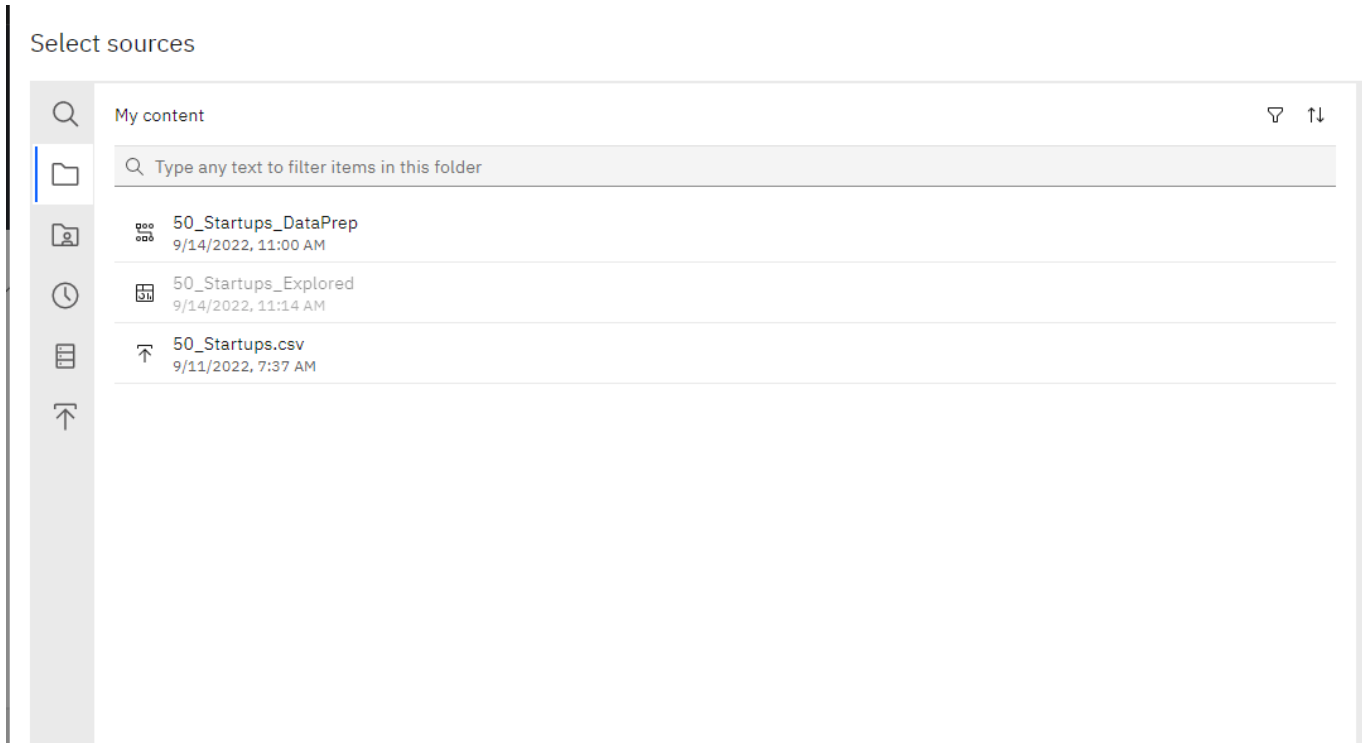 Select sources
My content
Type any text to filter items in this folder
50_Startups_DataPrep
9/14/2022, 11:00 AM
50_Startups_Explored
9/14/2022, 11:14 AM
50_Startups.csv
9/11/2022, 7:37 AM